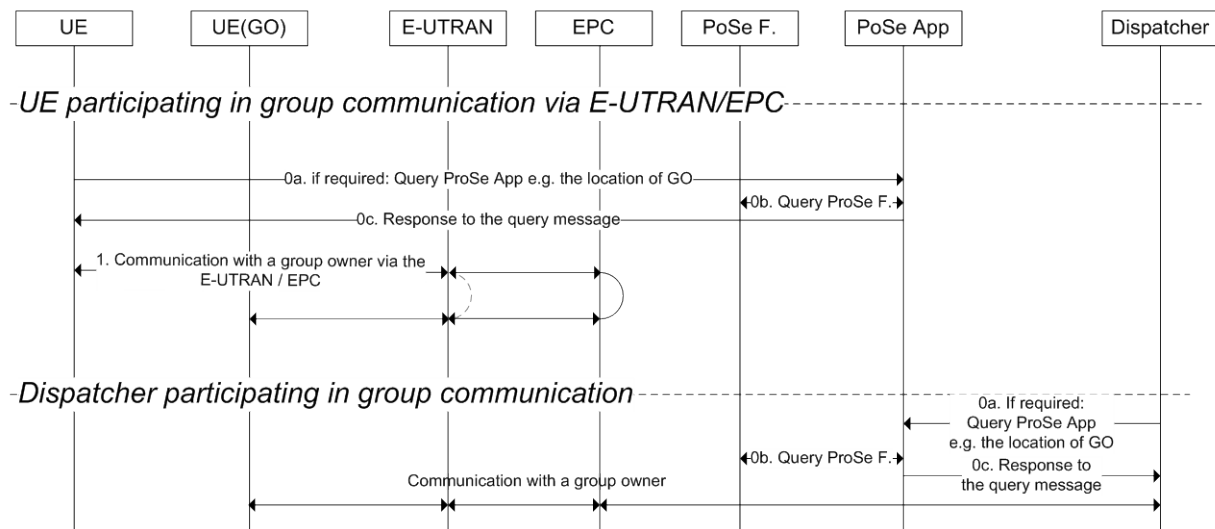 UE
UE(GO)
E-UTRAN
EPC
PoSe F.
PoSe App
Dispatcher
UE participating in group communication via E-UTRAN/EPC
0a. if required: Query ProSe App e.g. the location of GO
0b. Query ProSe F.
0c. Response to the query message
1. Communication with a group owner via the
E-UTRAN / EPC
Dispatcher participating in group communication
0a. If required:
Query ProSe App
e.g. the location of GO
0b. Query ProSe F.
0c. Response to
the query message
Communication with a group owner